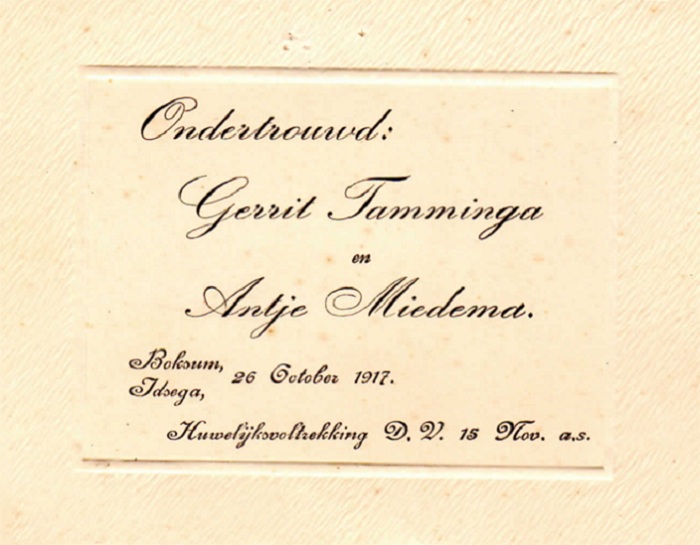 Ondertrouwd:
Gerrit Tamminga
en
Antje Miedema.
Boksum,
Idsega,
26 October 1917.
Huwelijksvoltrekking D. V. 15 Nov. a.s.